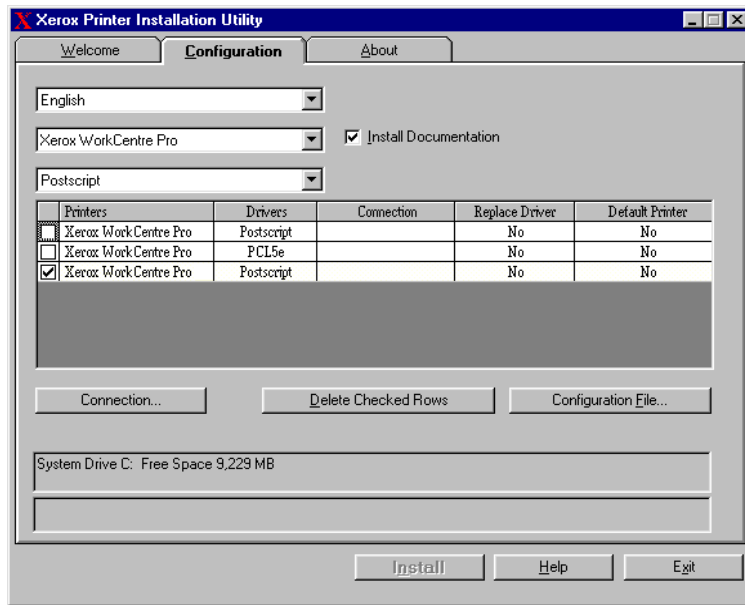 Xerox Printer Installation Utility
Welcome Configuration About
English
Xerox WorkCentre Pro Install Documentation
Postscript
Printers Drivers Connection Replace Driver Default Printer
Xerox WorkCentre Pro Postscript No No
Xerox WorkCentre Pro PCL5e No No
Xerox WorkCentre Pro Postscript No No
Connection... Delete Checked Rows Configuration File...
System Drive C: Free Space 9,229 MB
Install Help Exit